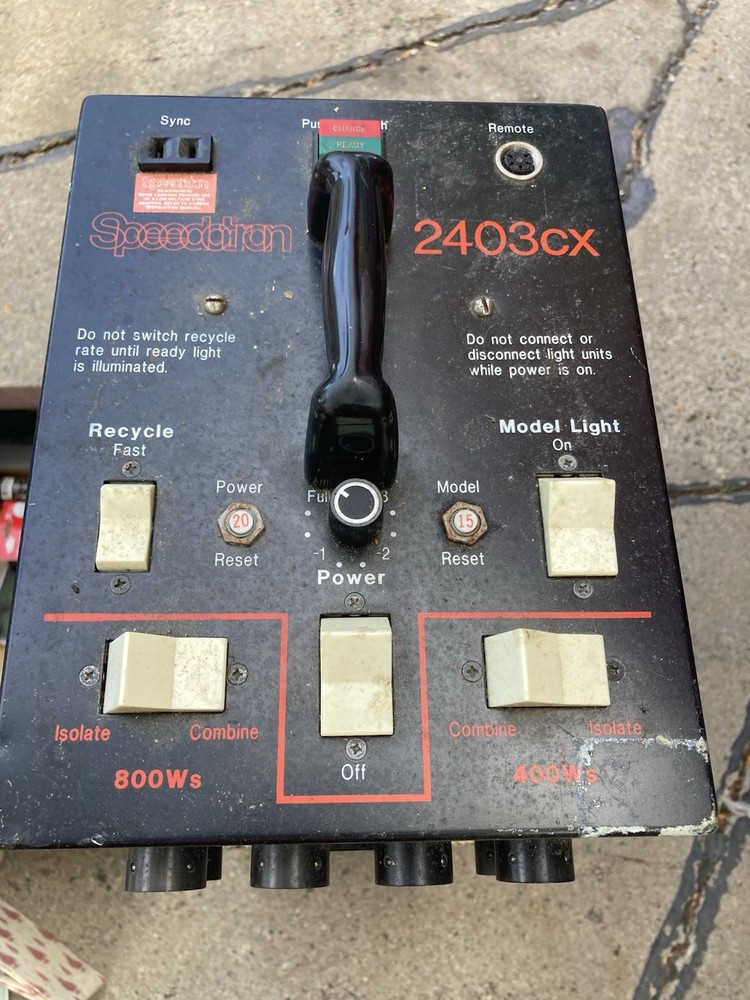 Sync
CHARGE
READY
Remote
Speedotron
2403CX
Do not switch recycle
rate until ready light
is illuminated.
Do not connect or
disconnect light units
while power is on.
Recycle
Fast
Model Light
On
Power
20
Reset
Model
15
Reset
-1
-2
Power
Off
Isolate
Combine
800Ws
Combine
Isolate
400Ws